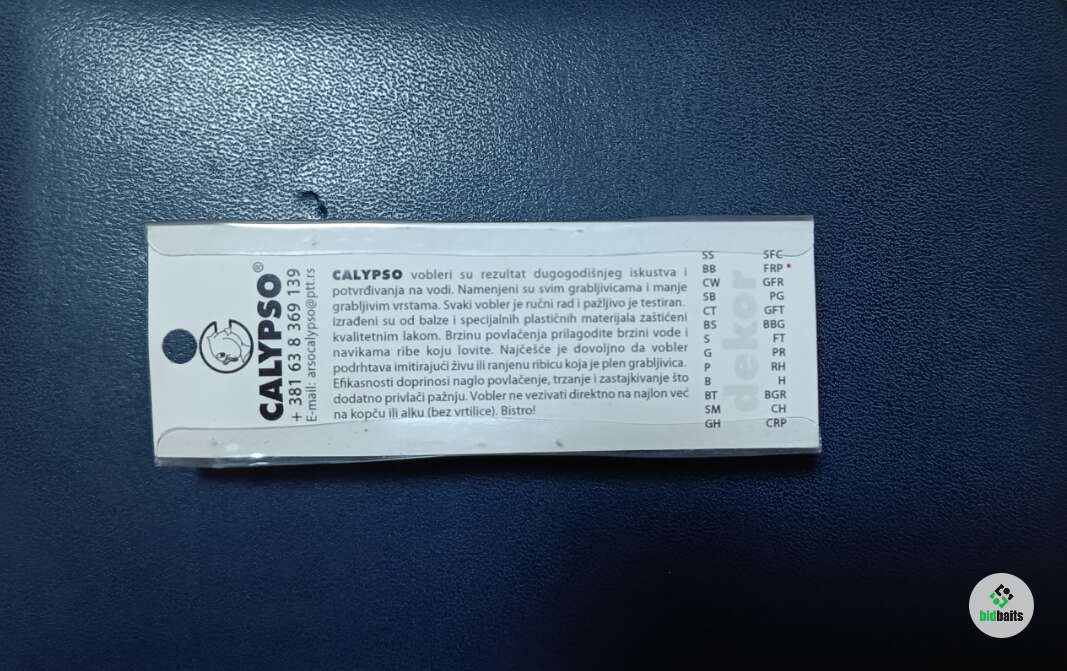 CALYPSO®
+ 381 63 8 369 139
E-mail: arsocalypso@ptt.rs
CALYPSO vobleri su rezultat dugogodišnjeg iskustva i
potvrđivanja na vodi. Namenjeni su svim grabljivicama i manje
grabljivim vrstama. Svaki vobler je ručni rad i pažljivo je testiran.
Izrađeni su od balze i specijalnih plastičnih materijala zaštićeni
kvalitetnim lakom. Brzinu povlačenja prilagodite brzini vode i
navikama ribe koju lovite. Najčešće je dovoljno da vobler
podrhtava imitirajući živu ili ranjenu ribicu koja je plen grabljivica.
Efikasnosti doprinosi naglo povlačenje, trzanje i zastajkivanje što
dodatno privlači pažnju. Vobler ne vezivati direktno na najlon već
na kopču ili alku (bez vrtilice). Bistro!
SS
BB
CW
SB
CT
BS
S
G
P
B
BT
SM
GH
dekor
SFC
FRP *
GFR
PG
GFT
BBG
FT
PR
RH
H
BGR
CH
CRP
bidbaits